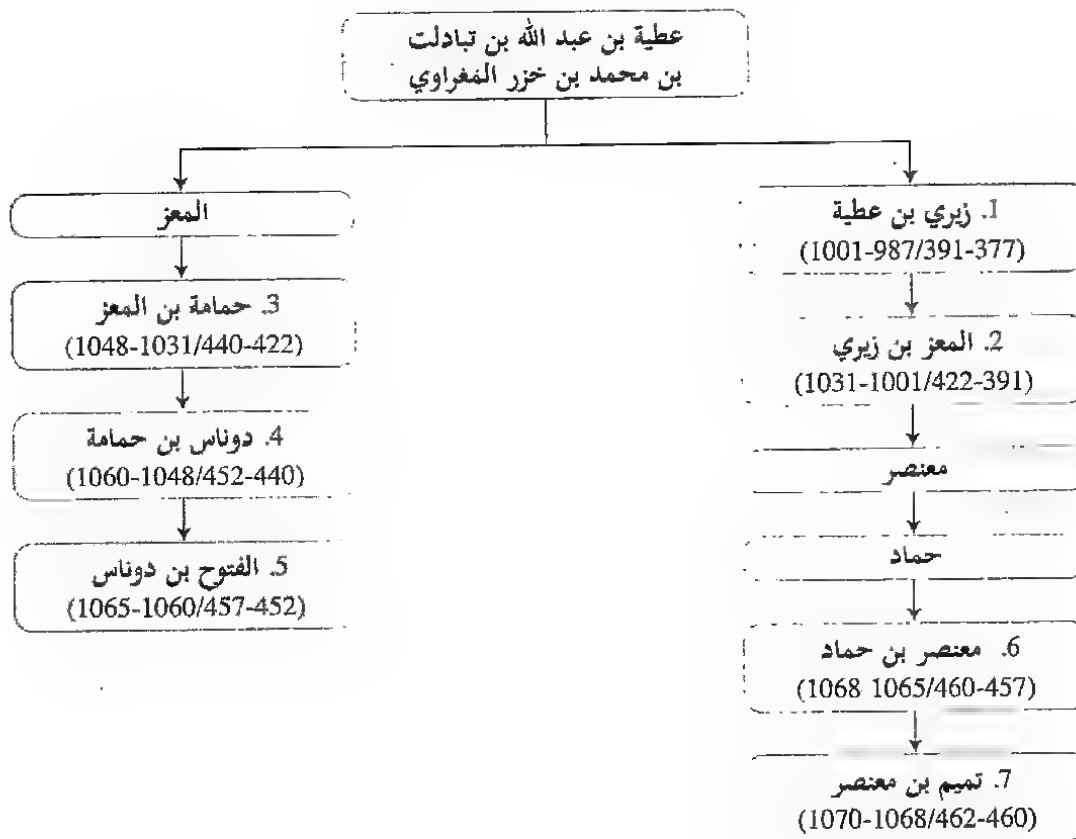 عطية بن عبد الله بن تبادلت
بن محمد بن خزر المغراوي
1. زيري بن عطية
(377-391/987-1001)
2. المعز بن زيري
(391-422/1001-1031)
معنصر
حماد
6. معنصر بن حماد
(457-460/1065 1068)
7. تميم بن معنصر
(460-462/1068-1070)
المعز
3. حمامة بن المعز
(422-440/1031-1048)
4. دوناس بن حمامة
(440-452/1048-1060)
5. الفتوح بن دوناس
(452-457/1060-1065)